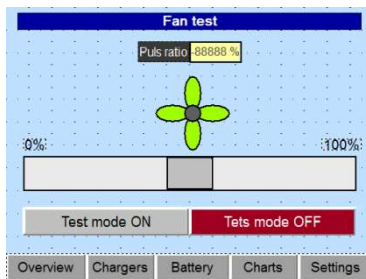 Fan test
Puls ratio -88888 %
0% 100%
Test mode ON Tets mode OFF
Overview Chargers Battery Charts Settings